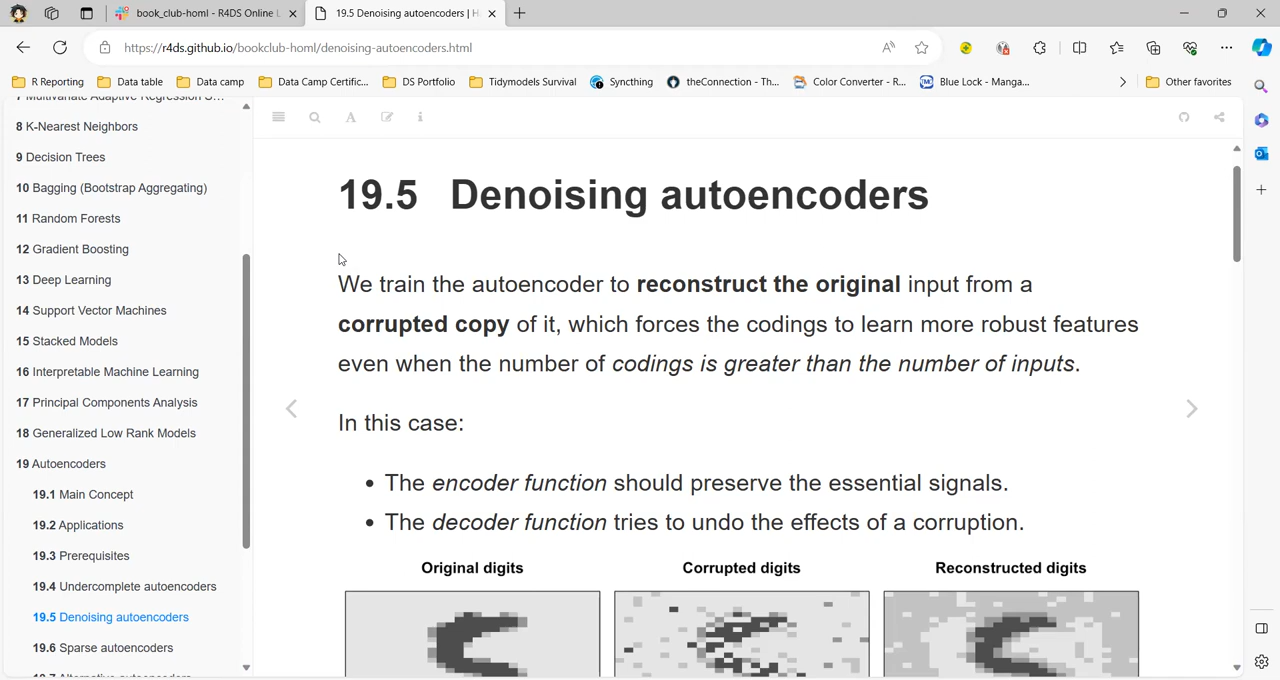 book_club-homl - R4DS Online L
19.5 Denoising autoencoders | H
https://r4ds.github.io/bookclub-homl/denoising-autoencoders.html
R Reporting
Data table
Data camp
Data Camp Certific...
DS Portfolio
Tidymodels Survival
Syncthing
theConnection - Th...
Color Converter - R...
Blue Lock - Manga...
Other favorites
7 Multivariate Adaptive Regression S...
8 K-Nearest Neighbors
9 Decision Trees
10 Bagging (Bootstrap Aggregating)
11 Random Forests
12 Gradient Boosting
13 Deep Learning
14 Support Vector Machines
15 Stacked Models
16 Interpretable Machine Learning
17 Principal Components Analysis
18 Generalized Low Rank Models
19 Autoencoders
19.1 Main Concept
19.2 Applications
19.3 Prerequisites
19.4 Undercomplete autoencoders
19.5 Denoising autoencoders
19.6 Sparse autoencoders
19.5 Denoising autoencoders
We train the autoencoder to reconstruct the original input from a
corrupted copy of it, which forces the codings to learn more robust features
even when the number of codings is greater than the number of inputs.
In this case:
• The encoder function should preserve the essential signals.
• The decoder function tries to undo the effects of a corruption.
Original digits
Corrupted digits
Reconstructed digits